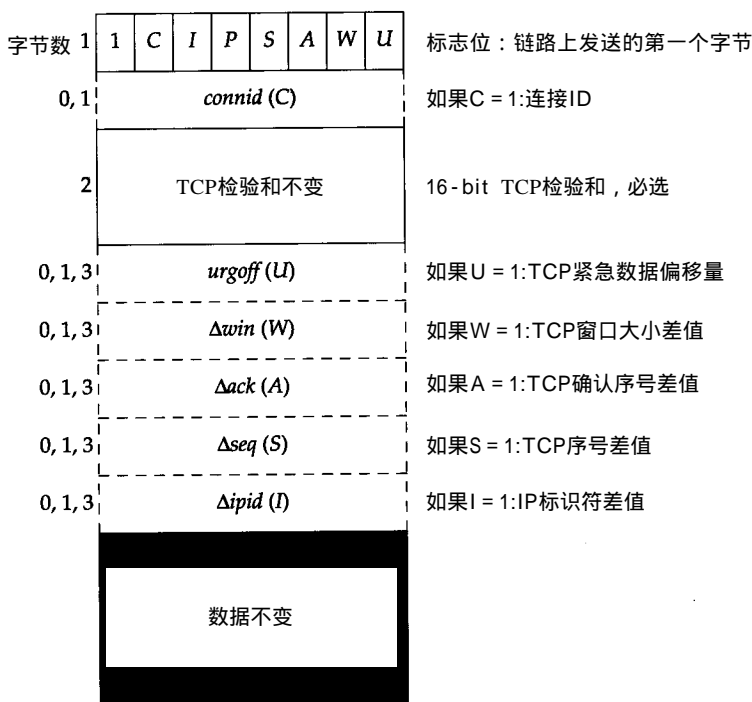 字节数 1 1 C I P S A W U 标志位：链路上发送的第一个字节
0, 1 connid (C) 如果C = 1:连接ID
2 TCP检验和不变 16-bit TCP检验和，必选
0, 1, 3 urgoff (U) 如果U = 1:TCP紧急数据偏移量
0, 1, 3 Δwin (W) 如果W = 1:TCP窗口大小差值
0, 1, 3 Δack (A) 如果A = 1:TCP确认序号差值
0, 1, 3 Δseq (S) 如果S = 1:TCP序号差值
0, 1, 3 Δipid (I) 如果I = 1:IP标识符差值
数据不变